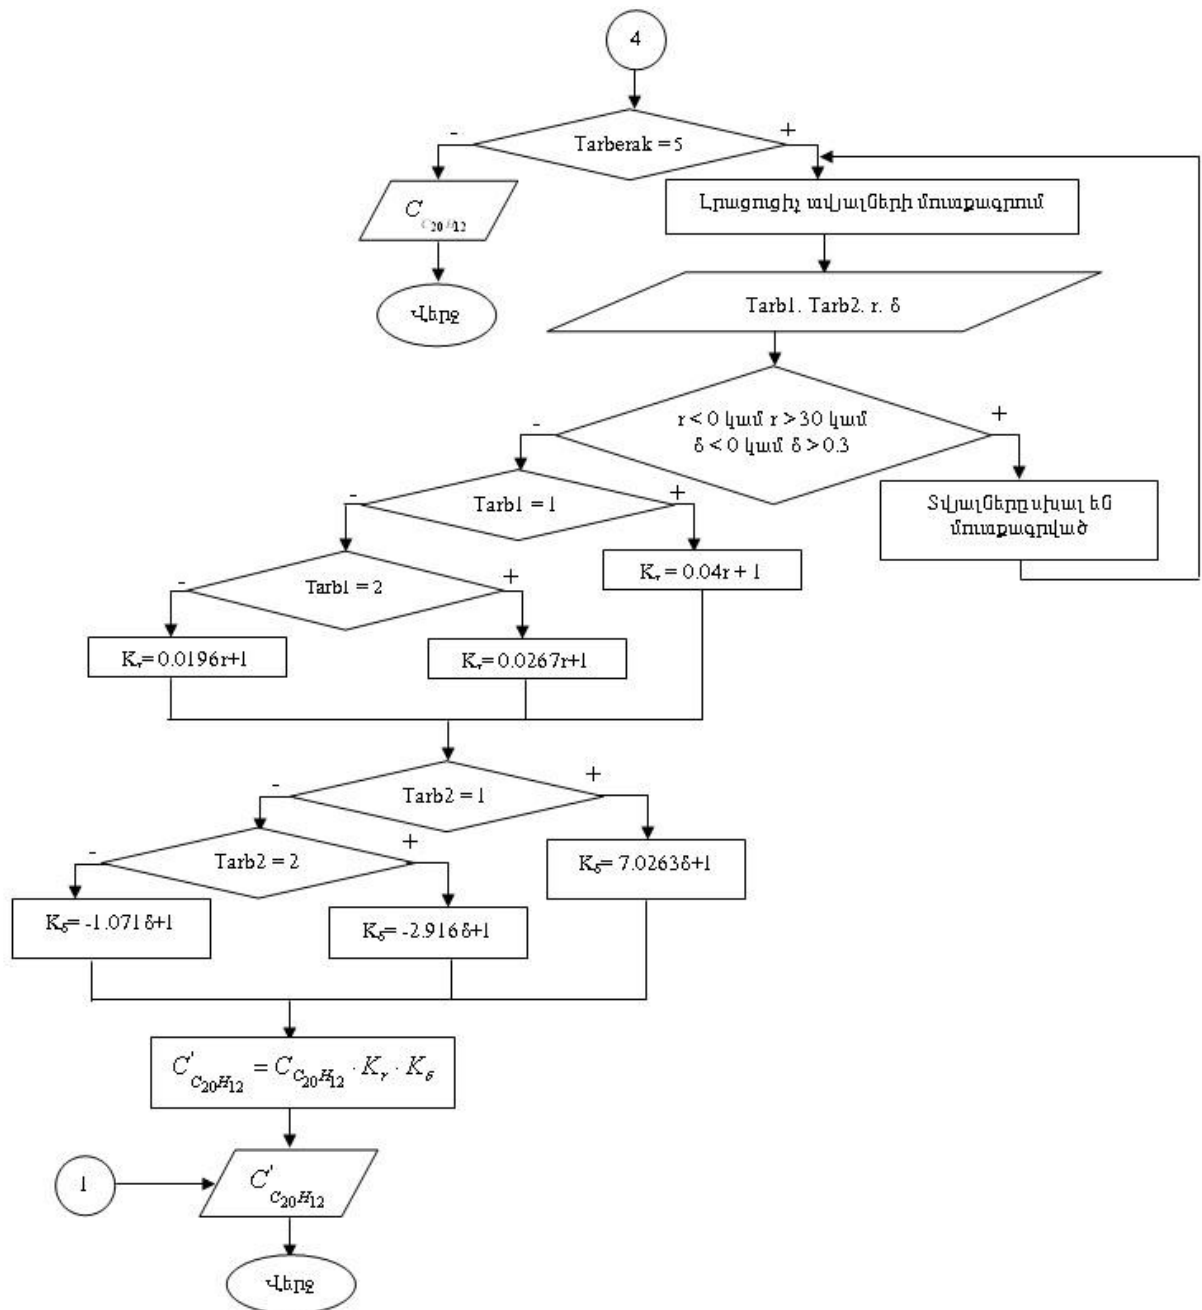 4
-
Tarberak = 5
+
C C20H12
Լրացուցիչ ավյալների մուտքագրում
Վերջ
Tarb1. Tarb2. r. δ
-
r < 0 կամ r > 30 կամ
δ < 0 կամ δ > 0.3
+
-
Tarb1 = 1
+
Տվյալները սխալ են
մուտքագրված
-
Tarb1 = 2
+
Kr = 0.04r + 1
Kr= 0.0196r+1
Kr= 0.0267r+1
-
Tarb2 = 1
+
-
Tarb2 = 2
+
Kδ= 7.0263δ+1
Kδ= -1.071δ+1
Kδ= -2.916δ+1
C'C20H12 = CC20H12 · Kr · Kδ
1
C'C20H12
Վերջ